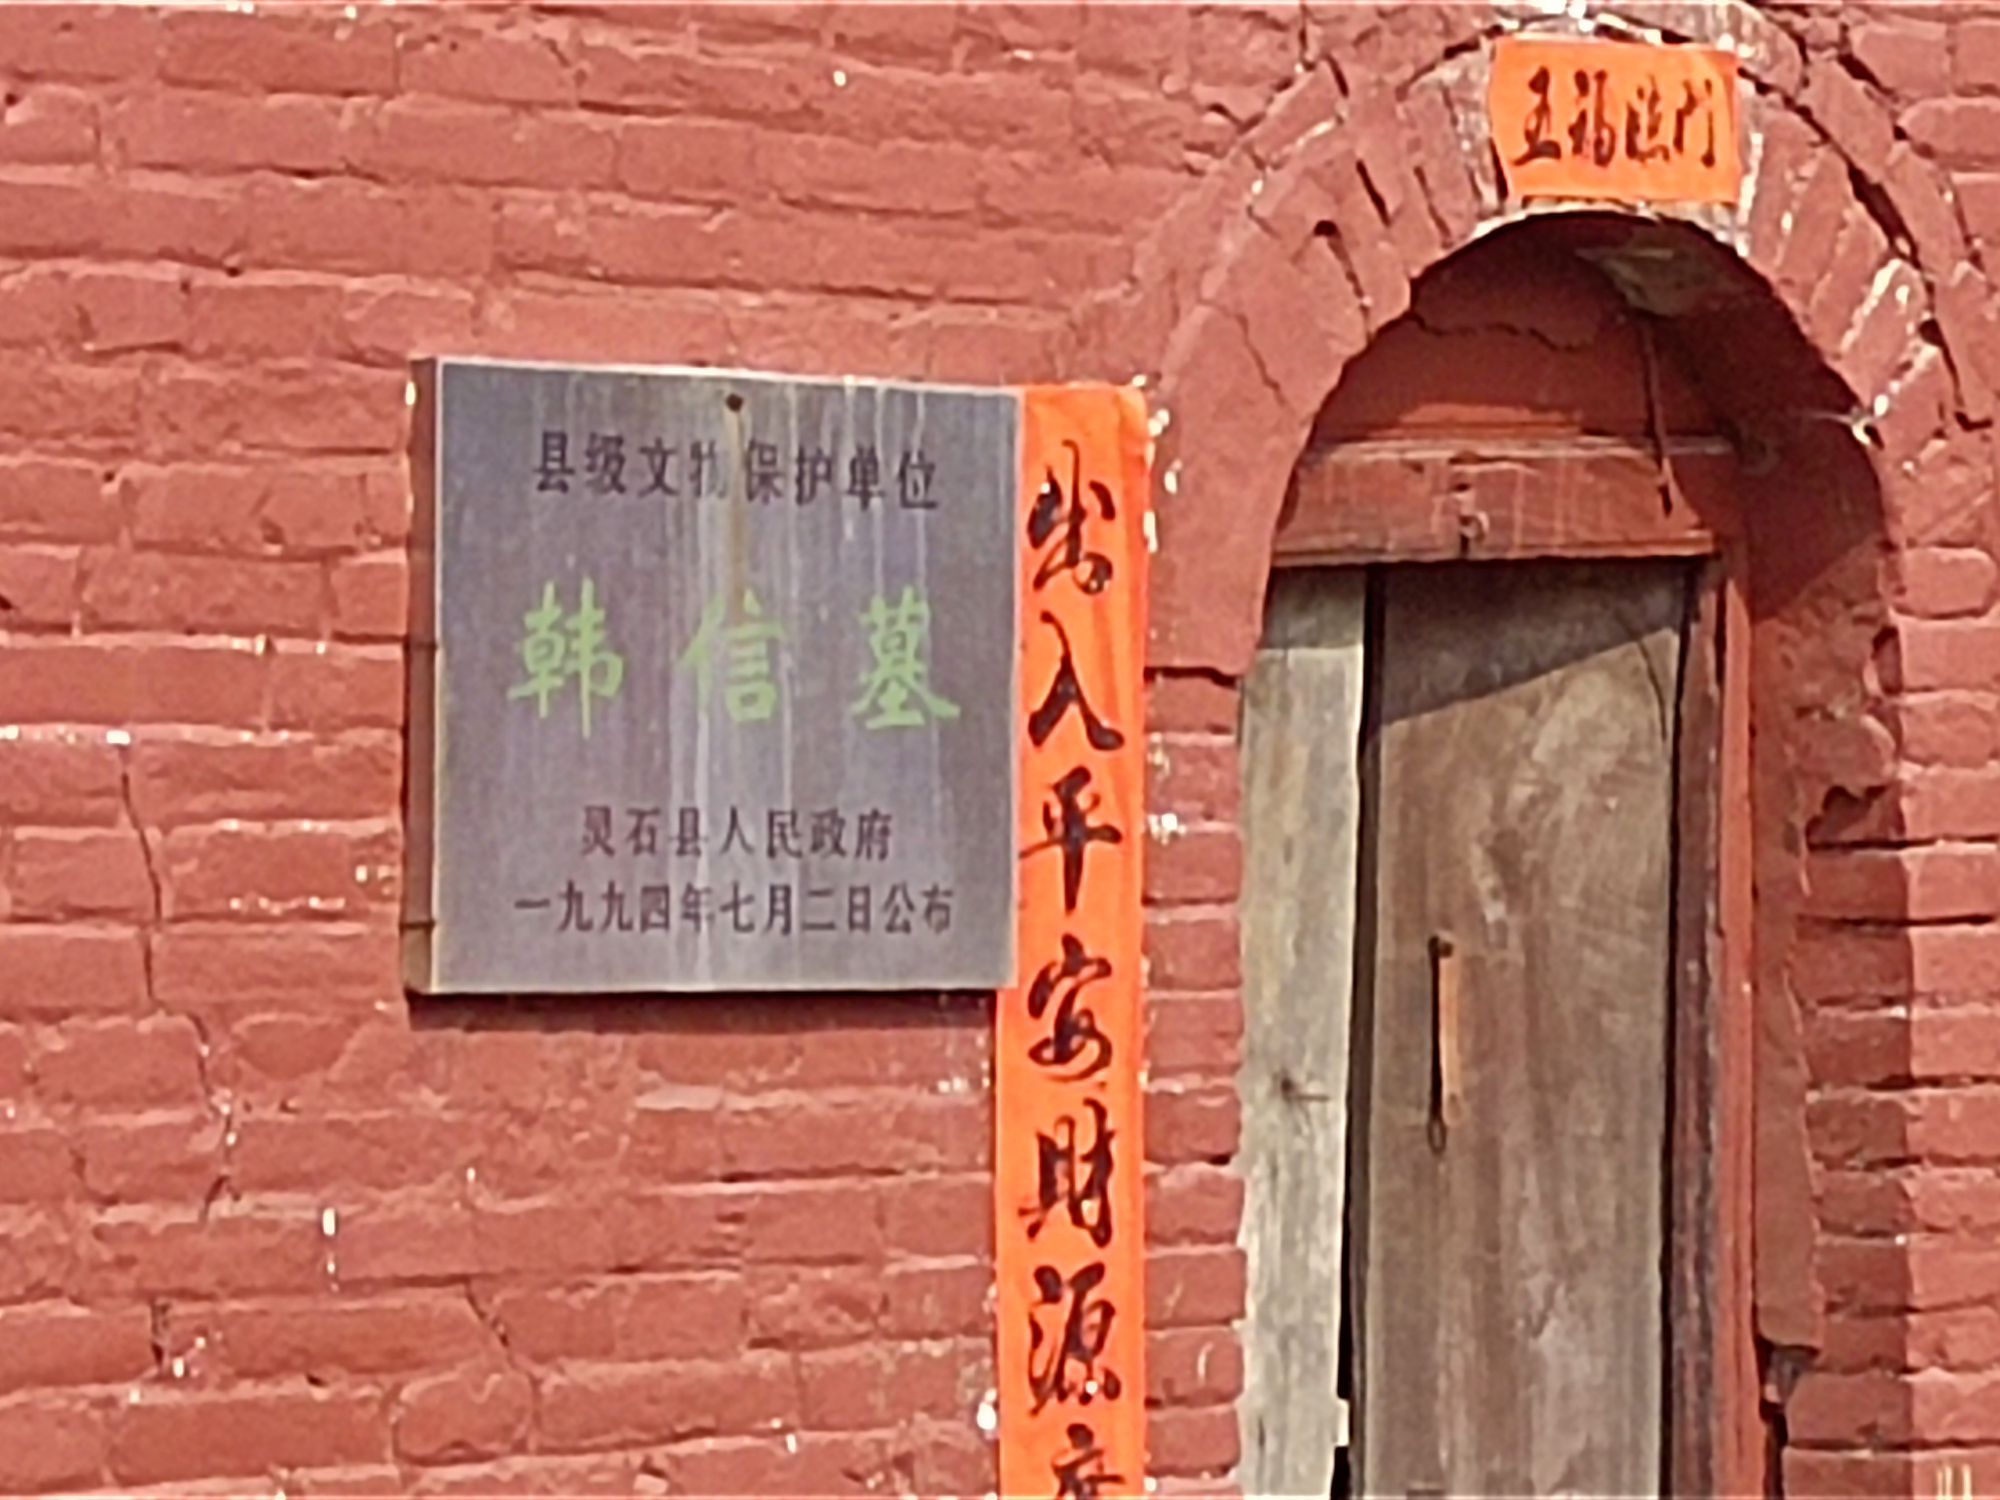 五福临门
县级文物保护单位
韩信墓
灵石县人民政府
一九九四年七月二日公布
出入平安财源